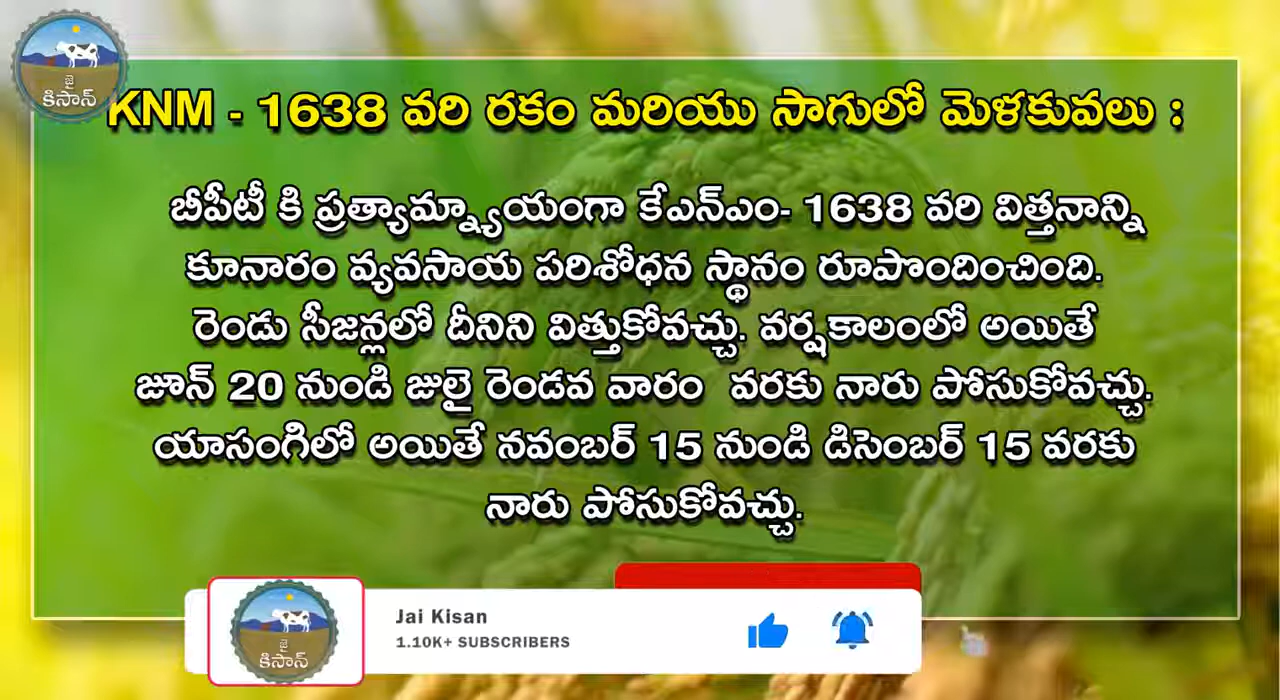 జై
కిసాన్
KNM - 1638 వరి రకం మరియు సాగులో మెళకువలు :
బీపీటీ కి ప్రత్యామ్న్యాయంగా కేఎన్ఎం- 1638 వరి విత్తనాన్ని
కూనారం వ్యవసాయ పరిశోధన స్థానం రూపొందించింది.
రెండు సీజన్లలో దీనిని విత్తుకోవచ్చు. వర్షకాలంలో అయితే
జూన్ 20 నుండి జులై రెండవ వారం వరకు నారు పోసుకోవచ్చు.
యాసంగిలో అయితే నవంబర్ 15 నుండి డిసెంబర్ 15 వరకు
నారు పోసుకోవచ్చు.
Jai Kisan
1.10K+ SUBSCRIBERS
జై
కిసాన్